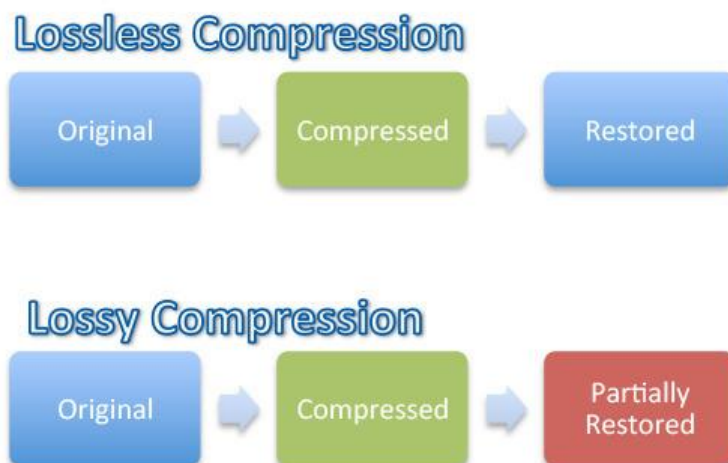 Lossless Compression
Original
Compressed
Restored
Lossy Compression
Original
Compressed
Partially
Restored